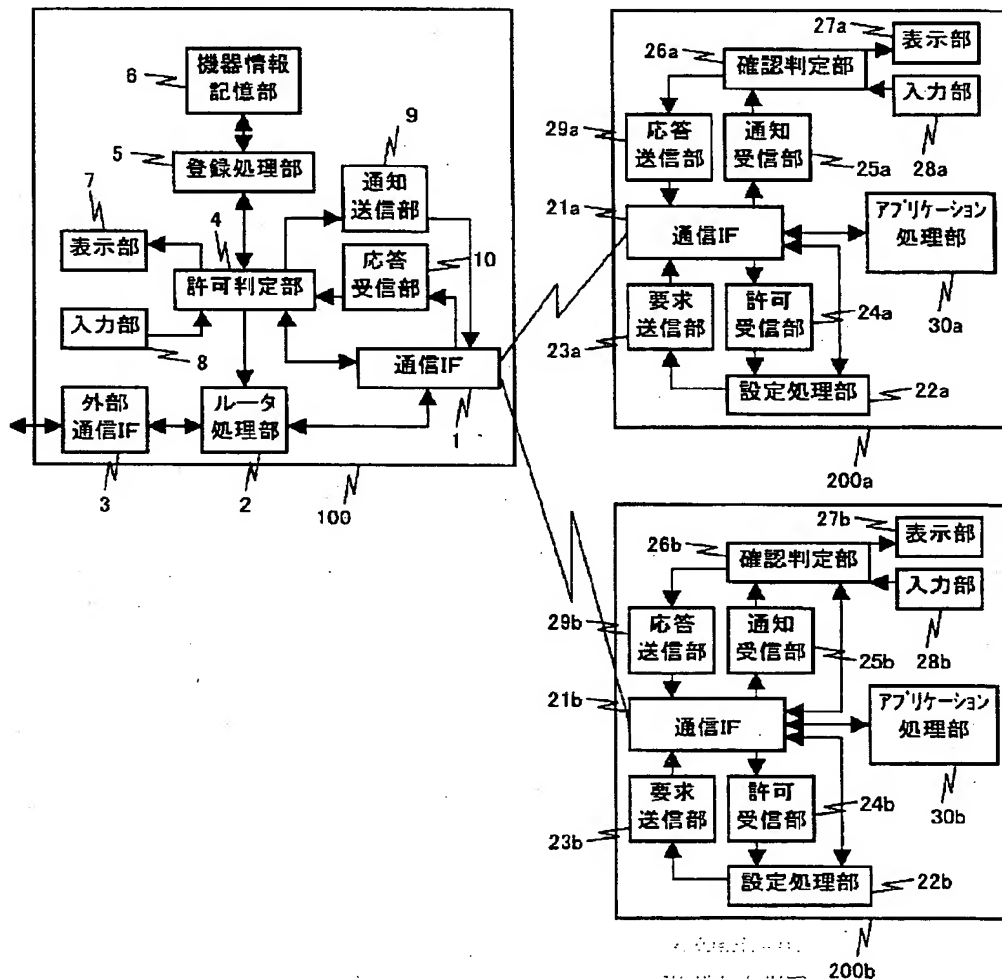 6
機器情報
記憶部
5
登録処理部
9
通知
送信部
7
表示部
4
許可判定部
10
応答
受信部
入力部
8
通信IF
1
外部
通信IF
3
ルータ
処理部
2
100
27a
表示部
26a
確認判定部
入力部
28a
29a
応答
送信部
通知
受信部
25a
21a
通信IF
アプリケーション
処理部
30a
要求
送信部
23a
許可
受信部
24a
設定処理部
22a
200a
27b
表示部
26b
確認判定部
入力部
28b
29b
応答
送信部
通知
受信部
25b
21b
通信IF
アプリケーション
処理部
30b
要求
送信部
23b
許可
受信部
24b
設定処理部
22b
200b